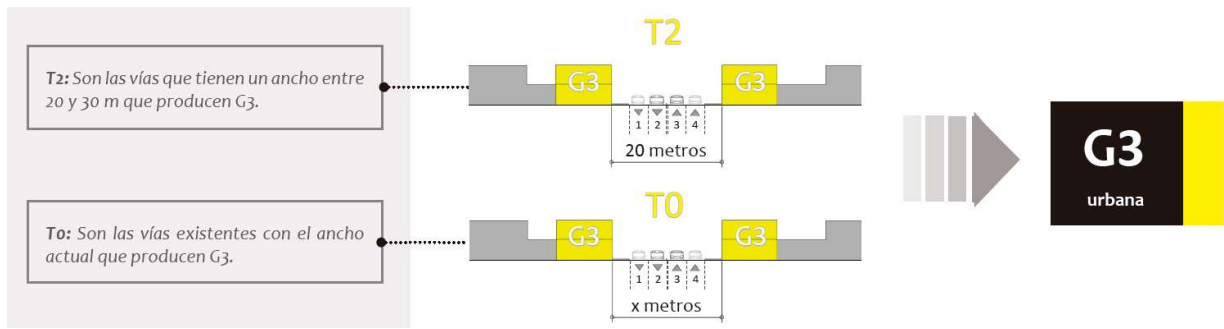 T2: Son las vías que tienen un ancho entre
20 y 30 m que producen G3.
T2
G3 G3
1 2 3 4
20 metros
T0: Son las vías existentes con el ancho
actual que producen G3.
T0
G3 G3
1 2 3 4
x metros
G3
urbana